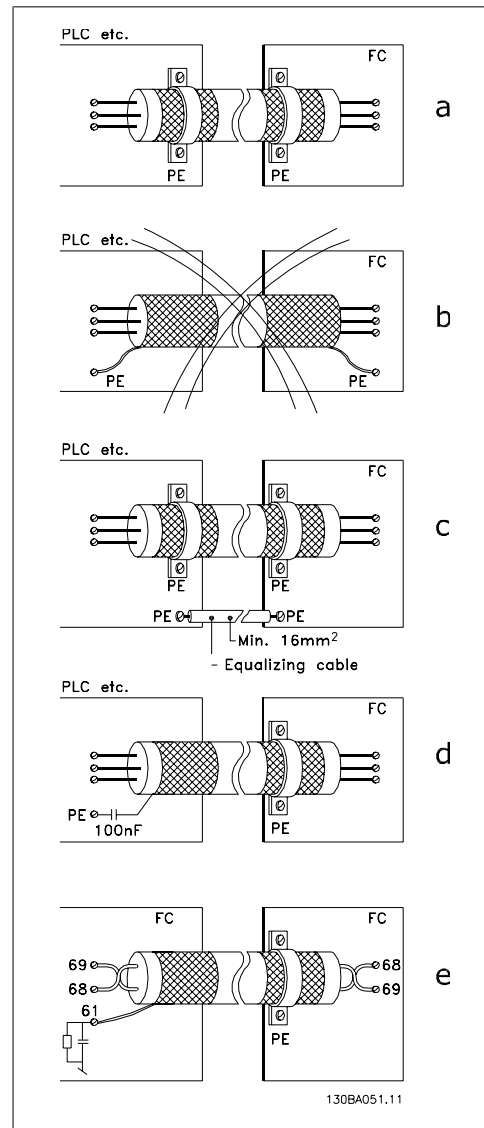 PLC etc.
FC
PE
PE
a
PLC etc.
FC
PE
PE
b
PLC etc.
FC
PE
PE
c
PE
PE
Min. 16mm²
- Equalizing cable
PLC etc.
FC
PE
100nF
PE
d
FC
FC
69
68
68
69
61
PE
e
130BA051.11